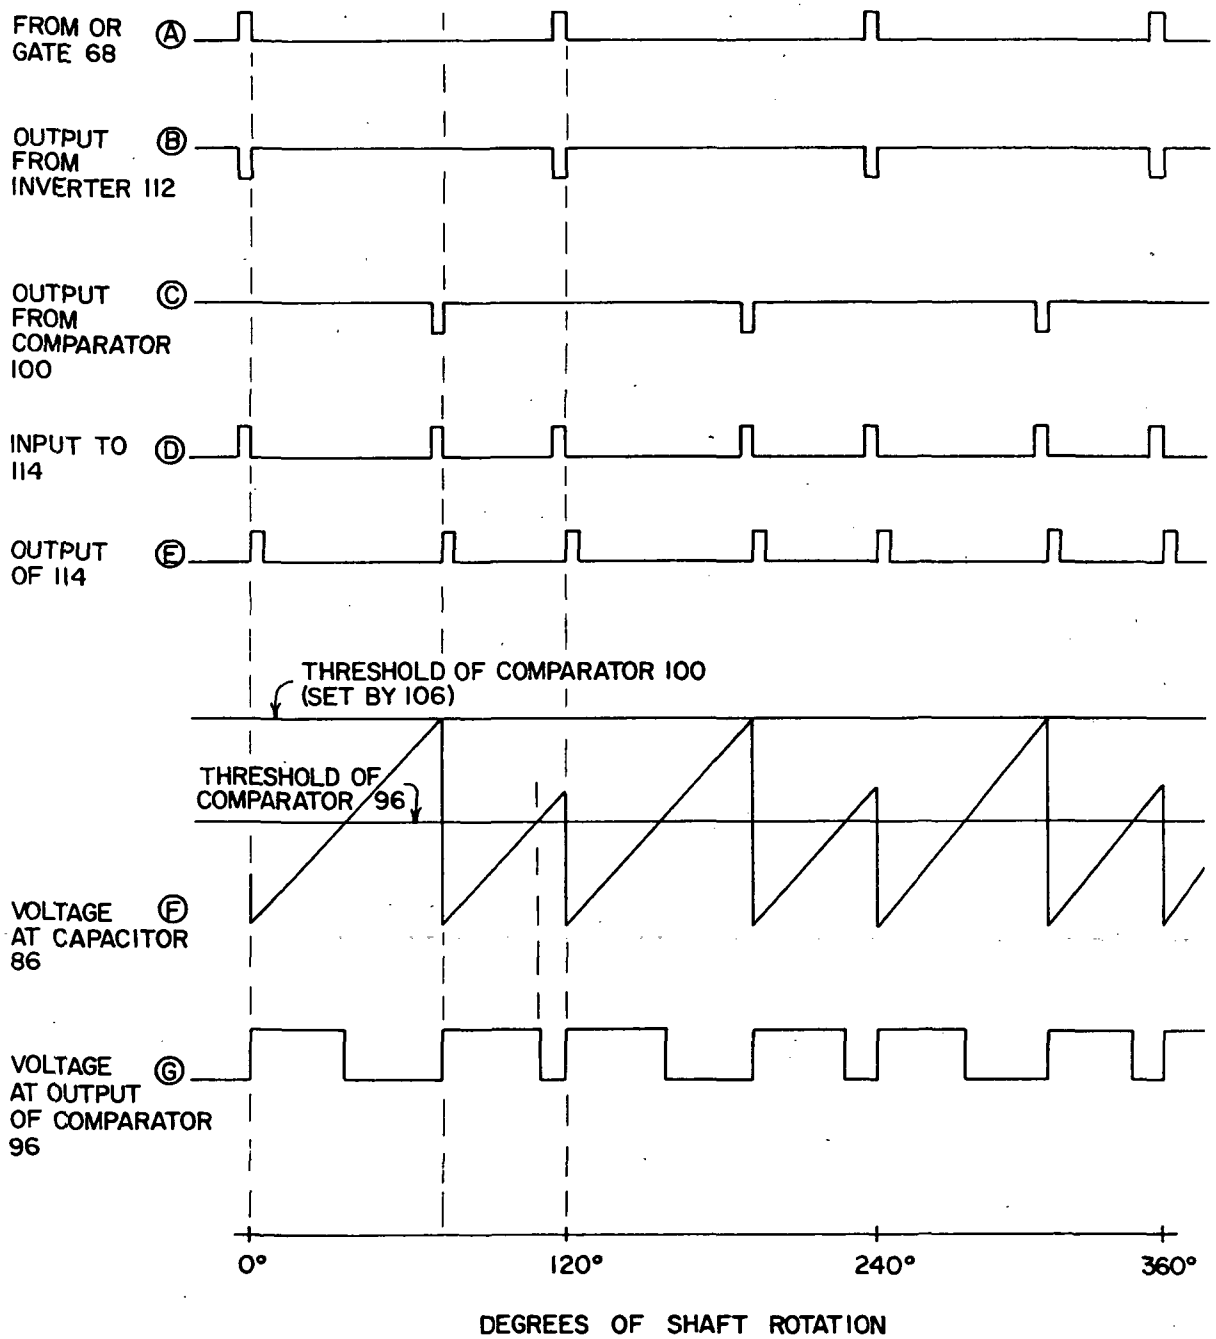 FROM OR
GATE 68
A
OUTPUT
FROM
INVERTER 112
B
OUTPUT
FROM
COMPARATOR
100
C
INPUT TO
114
D
OUTPUT
OF 114
E
THRESHOLD OF COMPARATOR 100
(SET BY 106)
THRESHOLD OF
COMPARATOR 96
VOLTAGE
AT CAPACITOR
86
F
VOLTAGE
AT OUTPUT
OF COMPARATOR
96
G
0° 120° 240° 360°
DEGREES OF SHAFT ROTATION